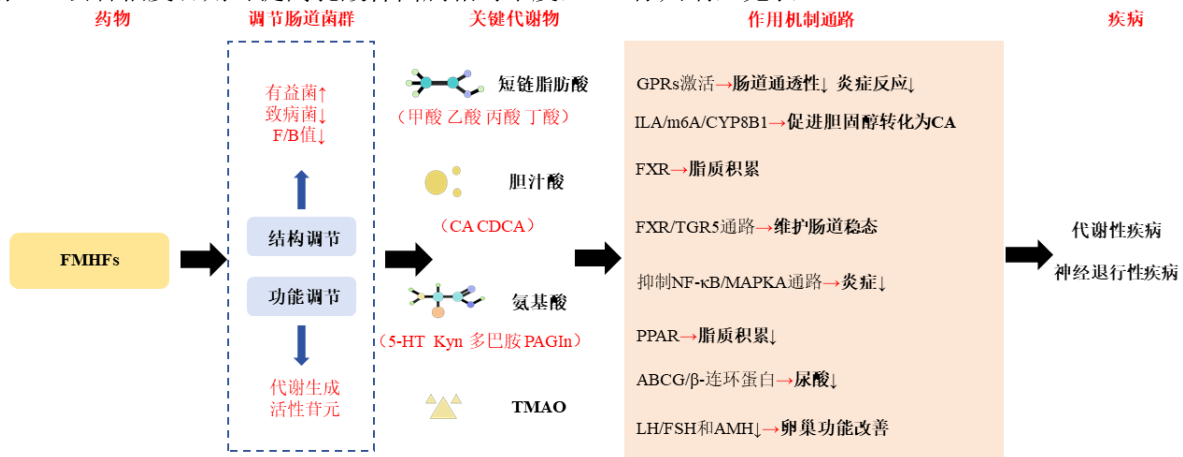 药物
调节肠道菌群
关键代谢物
作用机制通路
疾病
FMHFs
有益菌↑
致病菌↓
F/B值↓
结构调节
功能调节
代谢生成
活性苷元
短链脂肪酸
（甲酸 乙酸 丙酸 丁酸）
胆汁酸
（CA CDCA）
氨基酸
（5-HT Kyn 多巴胺 PAGIn）
TMAO
GPRs激活→肠道通透性↓ 炎症反应↓
ILA/m6A/CYP8B1→促进胆固醇转化为CA
FXR→脂质积累
FXR/TGR5通路→维护肠道稳态
抑制NF-κB/MAPKA通路→炎症↓
PPAR→脂质积累↓
ABCG/β-连环蛋白→尿酸↓
LH/FSH和AMH↓→卵巢功能改善
代谢性疾病
神经退行性疾病